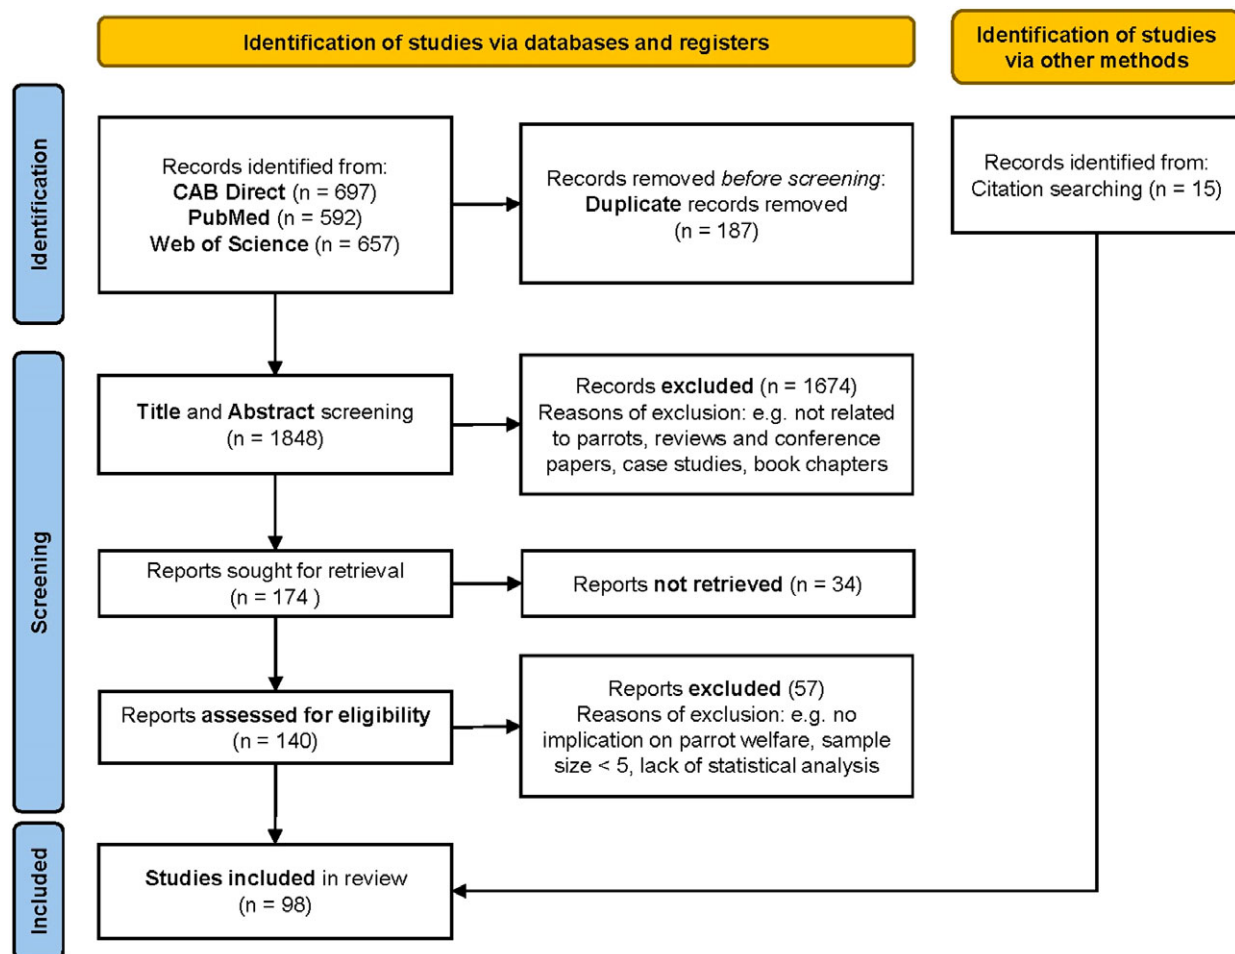 Identification of studies via databases and registers
Identification of studies
via other methods
Identification
Records identified from:
CAB Direct (n = 697)
PubMed (n = 592)
Web of Science (n = 657)
Records removed before screening:
Duplicate records removed
(n = 187)
Records identified from:
Citation searching (n = 15)
Screening
Title and Abstract screening
(n = 1848)
Records excluded (n = 1674)
Reasons of exclusion: e.g. not related
to parrots, reviews and conference
papers, case studies, book chapters
Reports sought for retrieval
(n = 174 )
Reports not retrieved (n = 34)
Reports assessed for eligibility
(n = 140)
Reports excluded (57)
Reasons of exclusion: e.g. no
implication on parrot welfare, sample
size < 5, lack of statistical analysis
Included
Studies included in review
(n = 98)